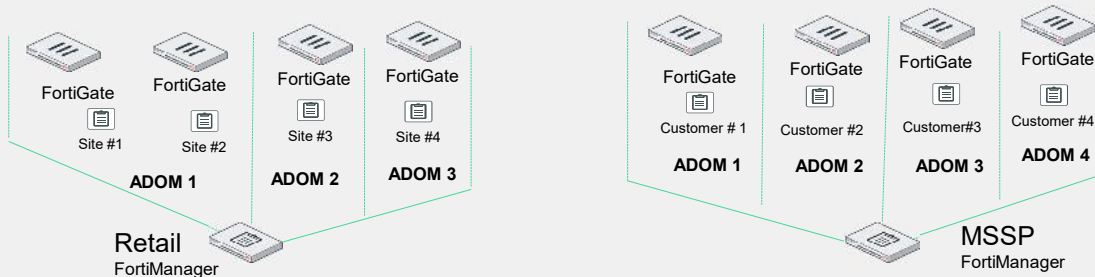 FortiGate
Site #1
FortiGate
Site #2
ADOM 1
FortiGate
Site #3
ADOM 2
FortiGate
Site #4
ADOM 3
Retail
FortiManager
FortiGate
Customer # 1
ADOM 1
FortiGate
Customer #2
ADOM 2
FortiGate
Customer#3
ADOM 3
FortiGate
Customer #4
ADOM 4
MSSP
FortiManager